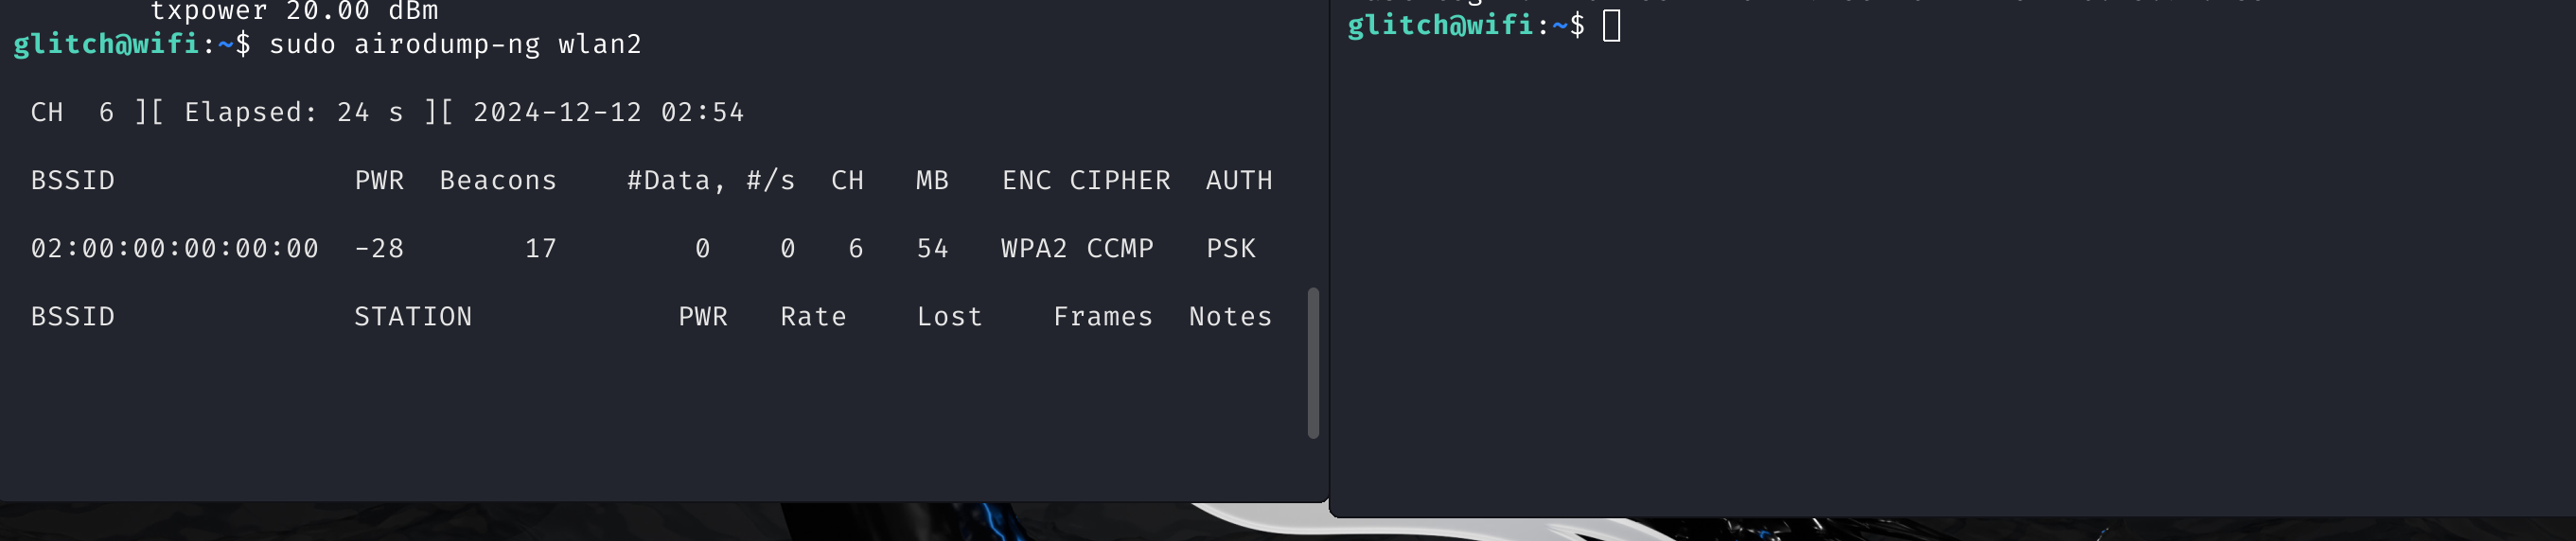 txpower 20.00 dBm
glitch@wifi:~$ sudo airodump-ng wlan2
CH  6 ][ Elapsed: 24 s ][ 2024-12-12 02:54
BSSID              PWR  Beacons    #Data, #/s  CH   MB   ENC CIPHER  AUTH
02:00:00:00:00:00  -28       17        0    0   6   54   WPA2 CCMP   PSK
BSSID              STATION            PWR   Rate    Lost    Frames  Notes
glitch@wifi:~$